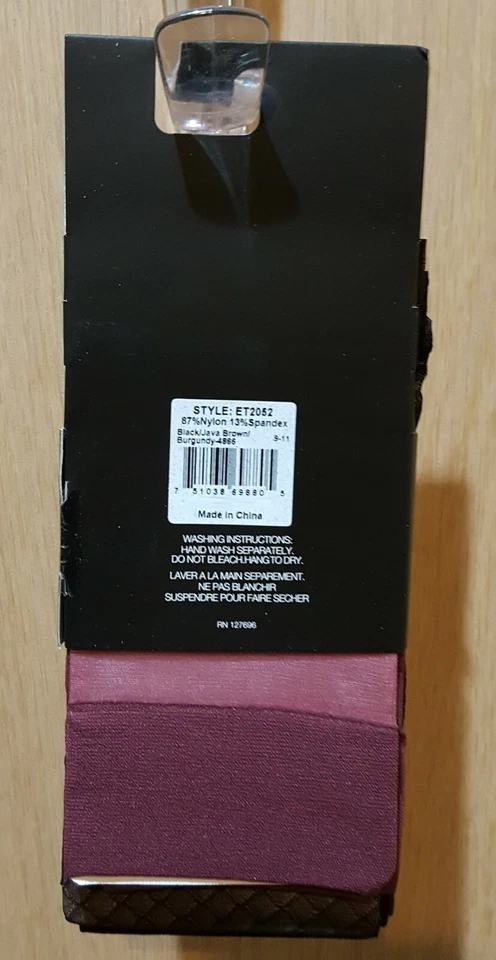 STYLE: ET2052
87%Nylon 13%Spandex
Black/Java Brown/
Burgundy-4866 9-11
7 51038 69880 5
Made in China
WASHING INSTRUCTIONS:
HAND WASH SEPARATELY.
DO NOT BLEACH.HANG TO DRY.
LAVER A LA MAIN SEPAREMENT.
NE PAS BLANCHIR
SUSPENDRE POUR FAIRE SECHER
RN 127696